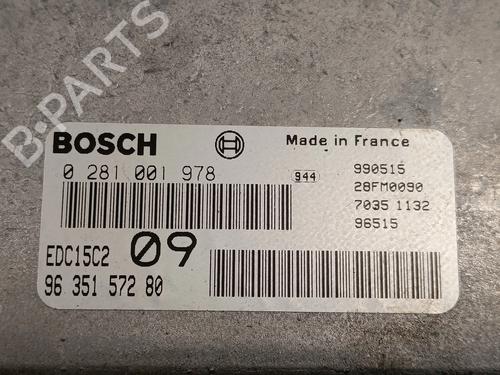 B-PARTS
BOSCH
Made in France
0 281 001 978
944
990515
28FM0090
7035 1132
96515
EDC15C2
09
96 351 572 80